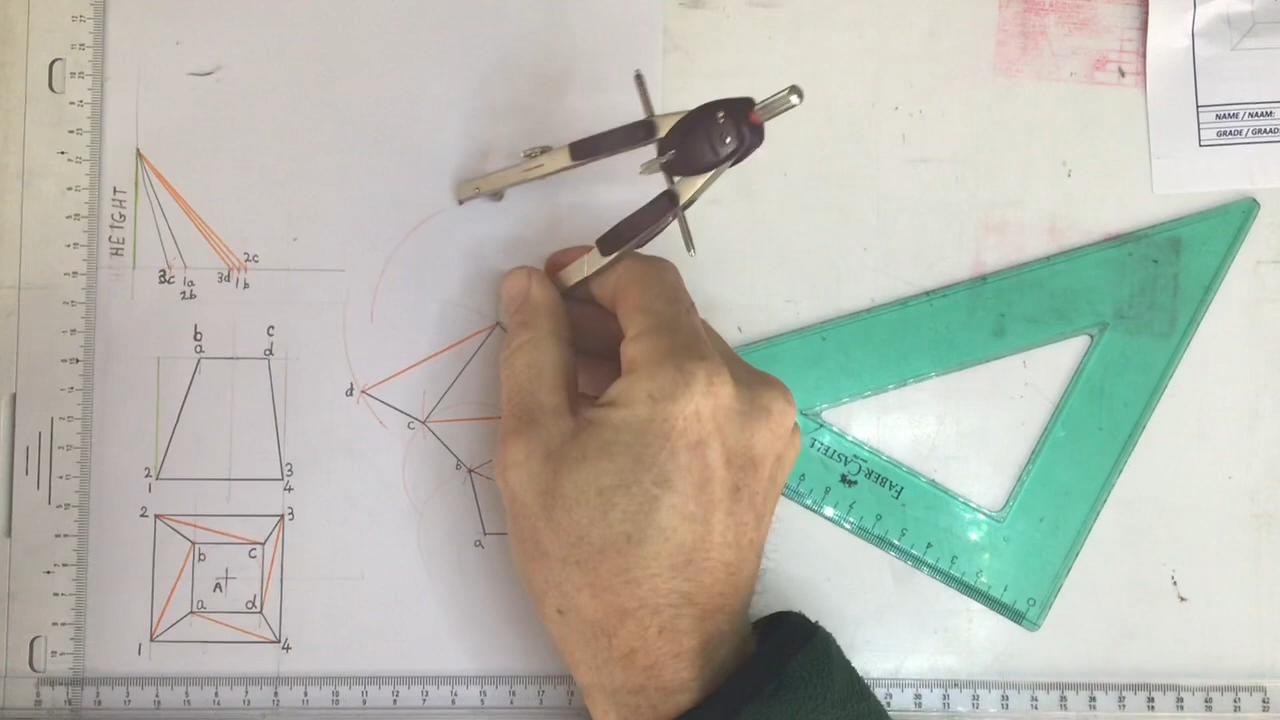 NAME / NAAM:
GRADE / GRAAD
HEIGHT
2c
3c 1a 3d 1b
2b
b c
a d
2 3
1 4
2 3
b c
A
a d
1 4
d
c
b
a
FABER-CASTELL